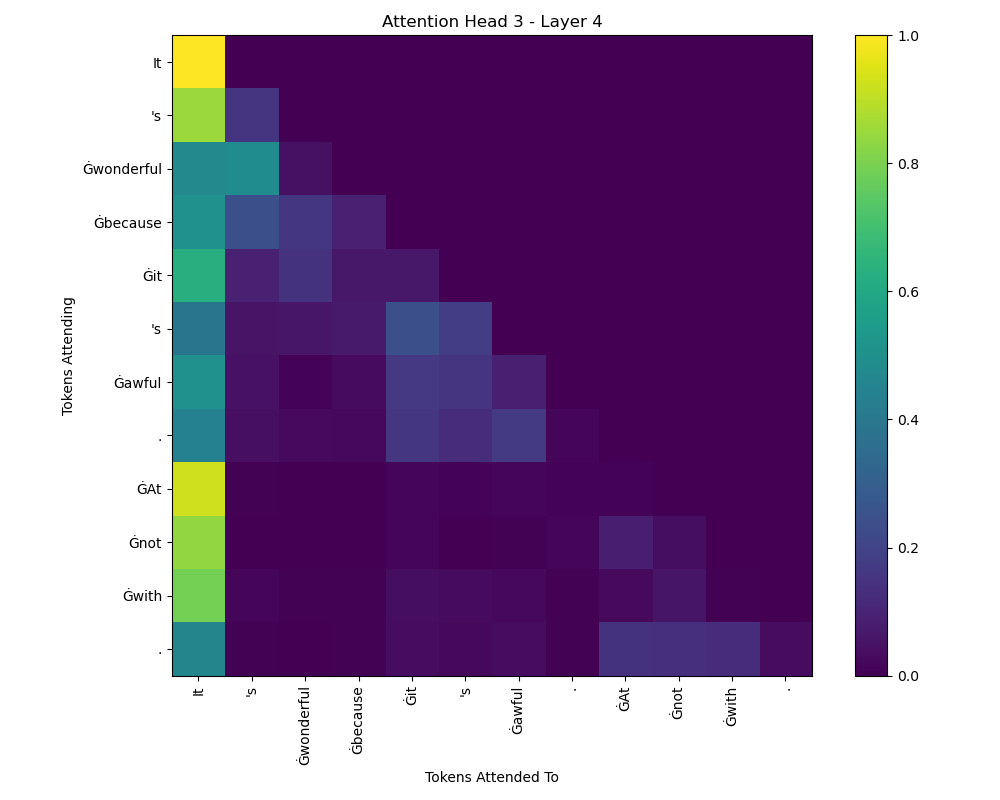 Attention Head 3 - Layer 4
It
's
Ġwonderful
Ġbecause
Ġit
's
Ġawful
.
ĠAt
Ġnot
Ġwith
.
Tokens Attending
It
's
Ġwonderful
Ġbecause
Ġit
's
Ġawful
.
ĠAt
Ġnot
Ġwith
.
Tokens Attended To
1.0
0.8
0.6
0.4
0.2
0.0